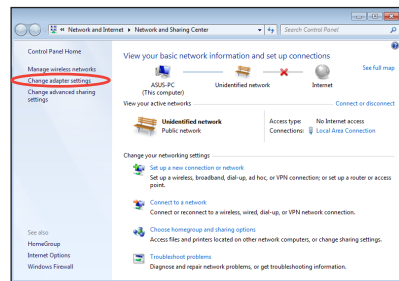 « Network and Internet ▸ Network and Sharing Center
Search Control Panel
Control Panel Home
Manage wireless networks
Change adapter settings
Change advanced sharing
settings
See also
HomeGroup
Internet Options
Windows Firewall
View your basic network information and set up connections
See full map
ASUS-PC
(This computer)
Unidentified network
Internet
View your active networks
Connect or disconnect
Unidentified network
Public network
Access type: No Internet access
Connections: Local Area Connection
Change your networking settings
Set up a new connection or network
Set up a wireless, broadband, dial-up, ad hoc, or VPN connection; or set up a router or access
point.
Connect to a network
Connect or reconnect to a wireless, wired, dial-up, or VPN network connection.
Choose homegroup and sharing options
Access files and printers located on other network computers, or change sharing settings.
Troubleshoot problems
Diagnose and repair network problems, or get troubleshooting information.